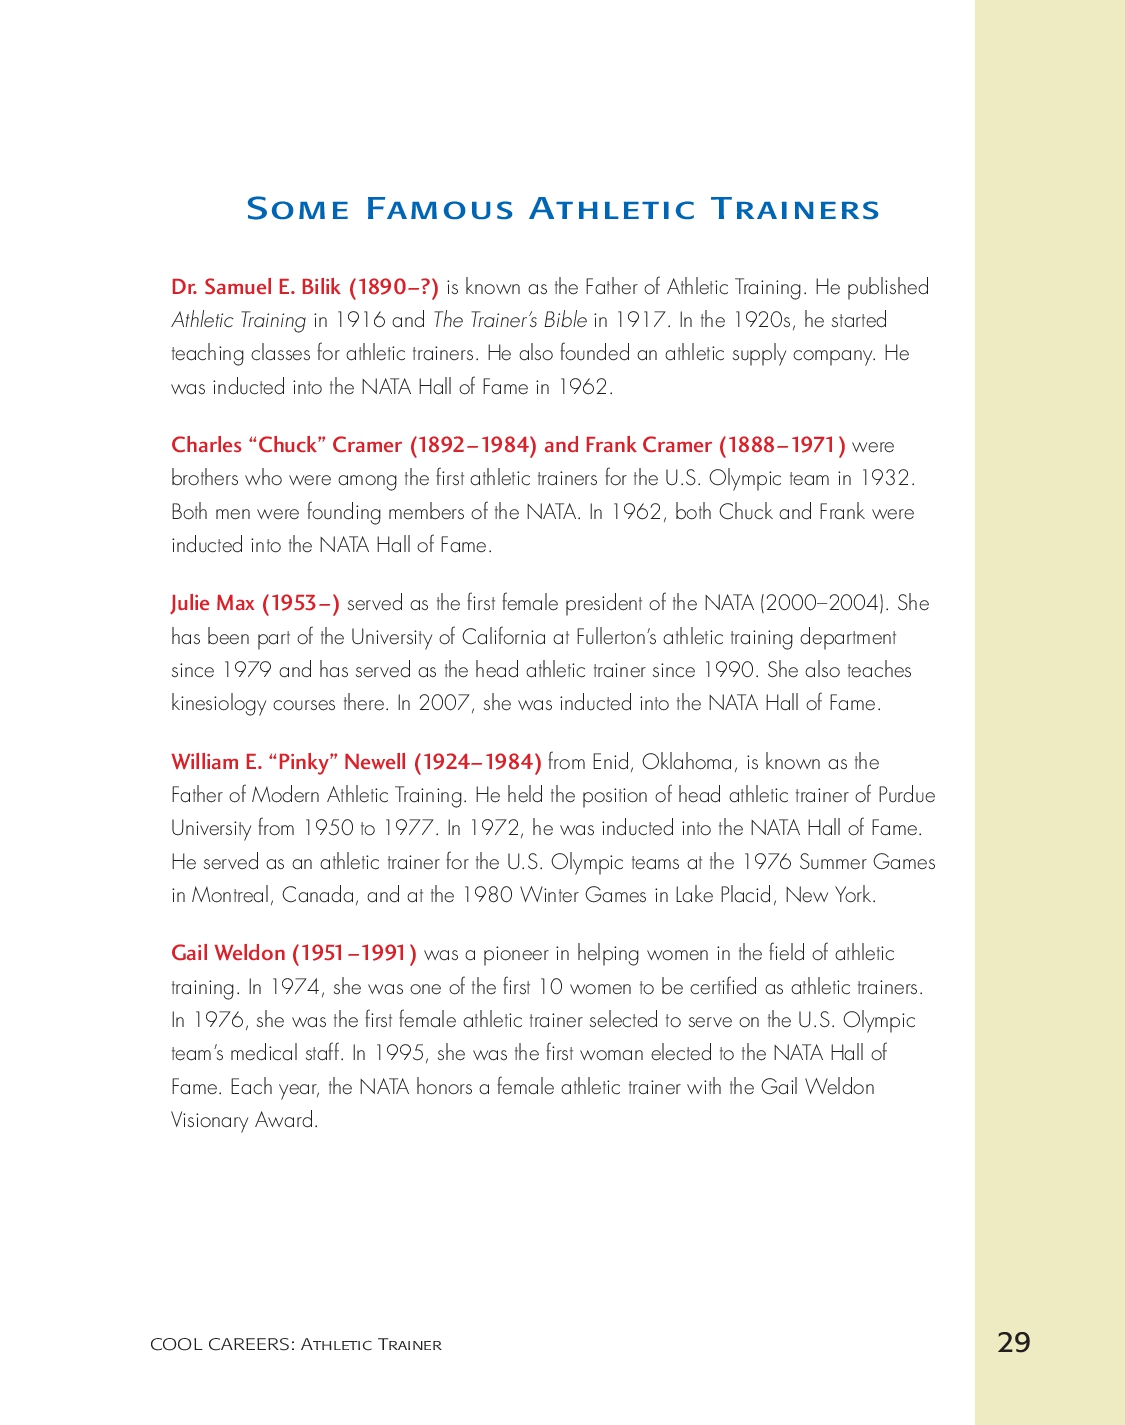 Some Famous Athletic Trainers
Dr. Samuel E. Bilik (1890–?) is known as the Father of Athletic Training. He published
Athletic Training in 1916 and The Trainer’s Bible in 1917. In the 1920s, he started
teaching classes for athletic trainers. He also founded an athletic supply company. He
was inducted into the NATA Hall of Fame in 1962.
Charles “Chuck” Cramer (1892–1984) and Frank Cramer (1888–1971) were
brothers who were among the first athletic trainers for the U.S. Olympic team in 1932.
Both men were founding members of the NATA. In 1962, both Chuck and Frank were
inducted into the NATA Hall of Fame.
Julie Max (1953–) served as the first female president of the NATA (2000–2004). She
has been part of the University of California at Fullerton’s athletic training department
since 1979 and has served as the head athletic trainer since 1990. She also teaches
kinesiology courses there. In 2007, she was inducted into the NATA Hall of Fame.
William E. “Pinky” Newell (1924–1984) from Enid, Oklahoma, is known as the
Father of Modern Athletic Training. He held the position of head athletic trainer of Purdue
University from 1950 to 1977. In 1972, he was inducted into the NATA Hall of Fame.
He served as an athletic trainer for the U.S. Olympic teams at the 1976 Summer Games
in Montreal, Canada, and at the 1980 Winter Games in Lake Placid, New York.
Gail Weldon (1951–1991) was a pioneer in helping women in the field of athletic
training. In 1974, she was one of the first 10 women to be certified as athletic trainers.
In 1976, she was the first female athletic trainer selected to serve on the U.S. Olympic
team’s medical staff. In 1995, she was the first woman elected to the NATA Hall of
Fame. Each year, the NATA honors a female athletic trainer with the Gail Weldon
Visionary Award.
COOL CAREERS: Athletic Trainer
29